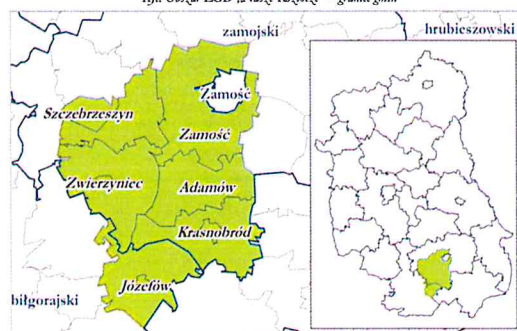 zamojski
hrubieszowski
Zamość
Szczebrzeszyn
Zamość
Zwierzyniec
Adamów
Krasnobród
Józefów
biłgorajski